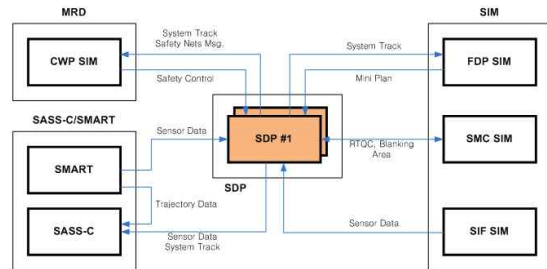 MRD
SIM
System Track
Safety Nets Msg.
CWP SIM
System Track
FDP SIM
Safety Control
Mini Plan
SASS-C/SMART
Sensor Data
SDP #1
RTQC, Blanking
Area
SMC SIM
SMART
SDP
Trajectory Data
SASS-C
Sensor Data
System Track
Sensor Data
SIF SIM